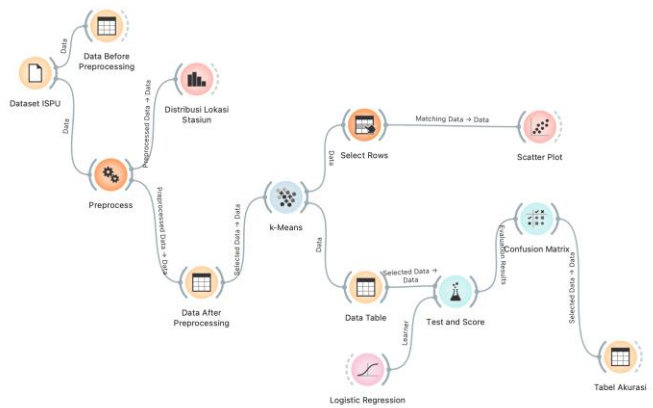 Data
Data Before
Preprocessing
Dataset ISPU
Data
Preprocessed Data → Data
Distribusi Lokasi
Stasiun
Preprocess
Preprocessed Data → Data
Data After
Preprocessing
Selected Data → Data
k-Means
Data
Select Rows
Matching Data → Data
Scatter Plot
Data
Data Table
Selected Data →
Data
Test and Score
Learner
Logistic Regression
Evaluation Results
Confusion Matrix
Selected Data → Data
Tabel Akurasi